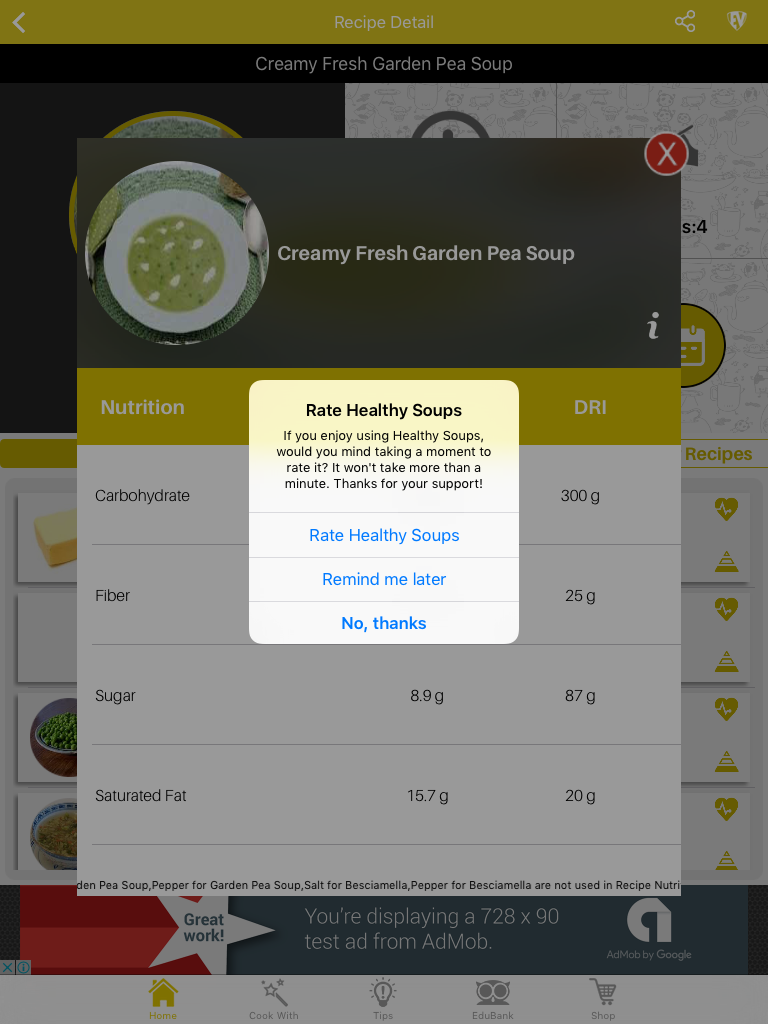 Recipe Detail
EV
Creamy Fresh Garden Pea Soup
X
s:4
Creamy Fresh Garden Pea Soup
i
Nutrition
DRI
Recipes
Rate Healthy Soups
If you enjoy using Healthy Soups,
would you mind taking a moment to
rate it? It won't take more than a
minute. Thanks for your support!
Rate Healthy Soups
Remind me later
No, thanks
Carbohydrate
300 g
Fiber
25 g
Sugar
8.9 g
87 g
Saturated Fat
15.7 g
20 g
den Pea Soup,Pepper for Garden Pea Soup,Salt for Besciamella,Pepper for Besciamella are not used in Recipe Nutri
Great
work!
You're displaying a 728 x 90
test ad from AdMob.
AdMob by Google
Home
Cook With
Tips
EduBank
Shop